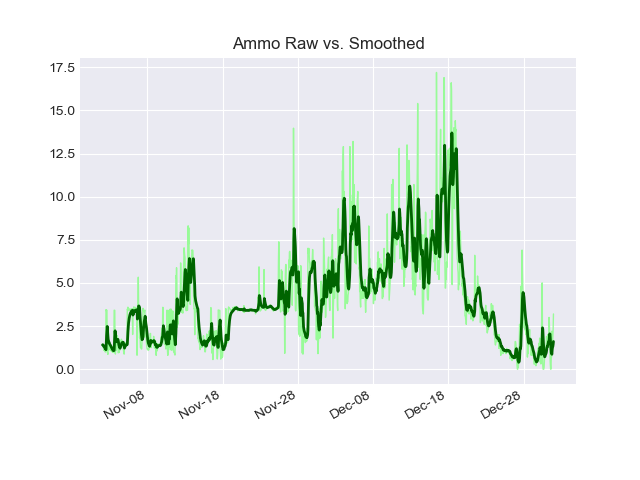 Ammo Raw vs. Smoothed
17.5
15.0
12.5
10.0
7.5
5.0
2.5
0.0
Nov-08
Nov-18
Nov-28
Dec-08
Dec-18
Dec-28